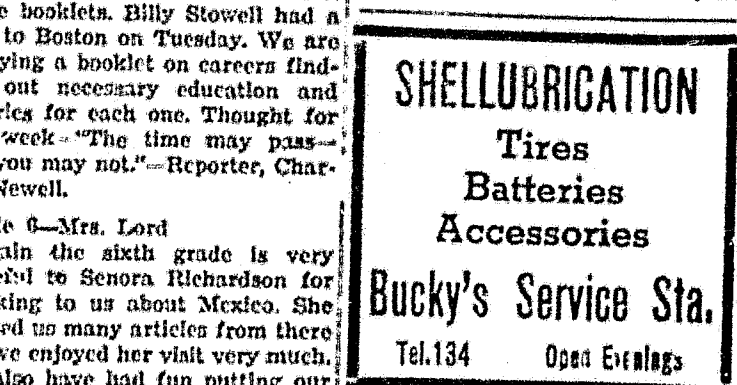 booklets. Billy Stowell had a
to Boston on Tuesday. We are
ying a booklet on careers find-
out necessary education and
ries for each one. Thought for
week—"The time may pass—
you may not."—Reporter, Char-
Newell.
e 6—Mrs. Lord
ain the sixth grade is very
eful to Senora Richardson for
king to us about Mexico. She
ed us many articles from there
ve enjoyed her visit very much.
Also have had fun putting our
SHELLUBRICATION
Tires
Batteries
Accessories
Bucky's Service Sta.
Tel. 134 Open Evenings